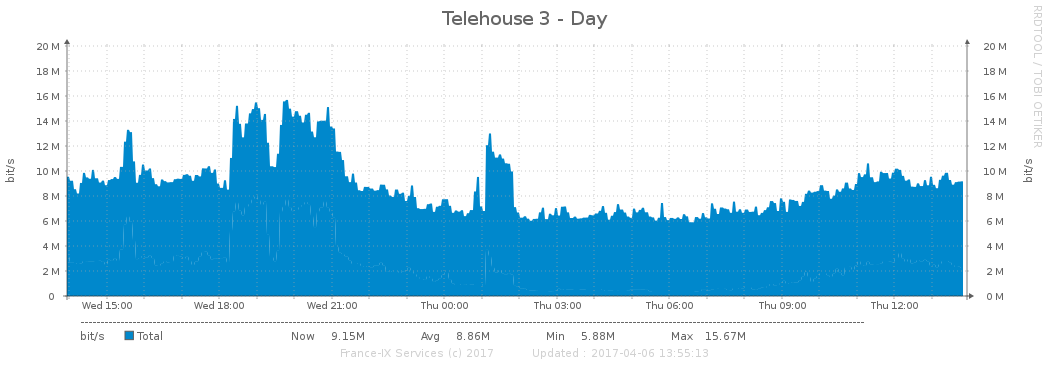 Telehouse 3 - Day
RRDTOOL / TOBI OETIKER
bit/s
bit/s
20 M 20 M
18 M 18 M
16 M 16 M
14 M 14 M
12 M 12 M
10 M 10 M
8 M 8 M
6 M 6 M
4 M 4 M
2 M 2 M
0 0 M
Wed 15:00 Wed 18:00 Wed 21:00 Thu 00:00 Thu 03:00 Thu 06:00 Thu 09:00 Thu 12:00
bit/s Total Now 9.15M Avg 8.86M Min 5.88M Max 15.67M
France-IX Services (c) 2017 Updated : 2017-04-06 13:55:13